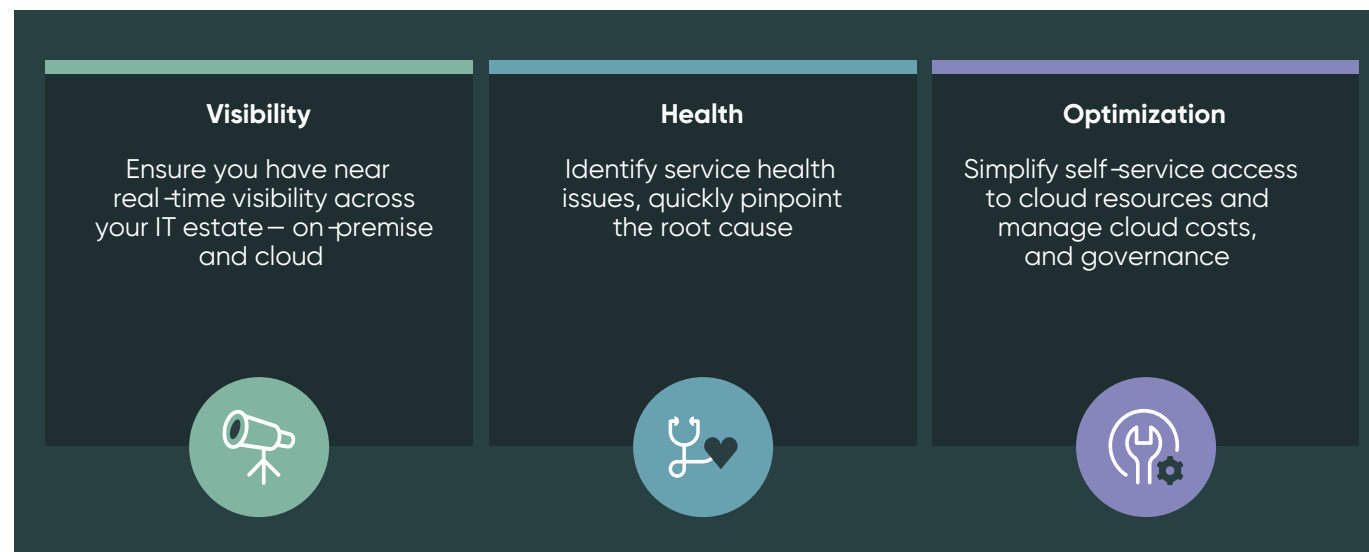 Visibility
Ensure you have near
real-time visibility across
your IT estate— on-premise
and cloud
Health
Identify service health
issues, quickly pinpoint
the root cause
Optimization
Simplify self-service access
to cloud resources and
manage cloud costs,
and governance